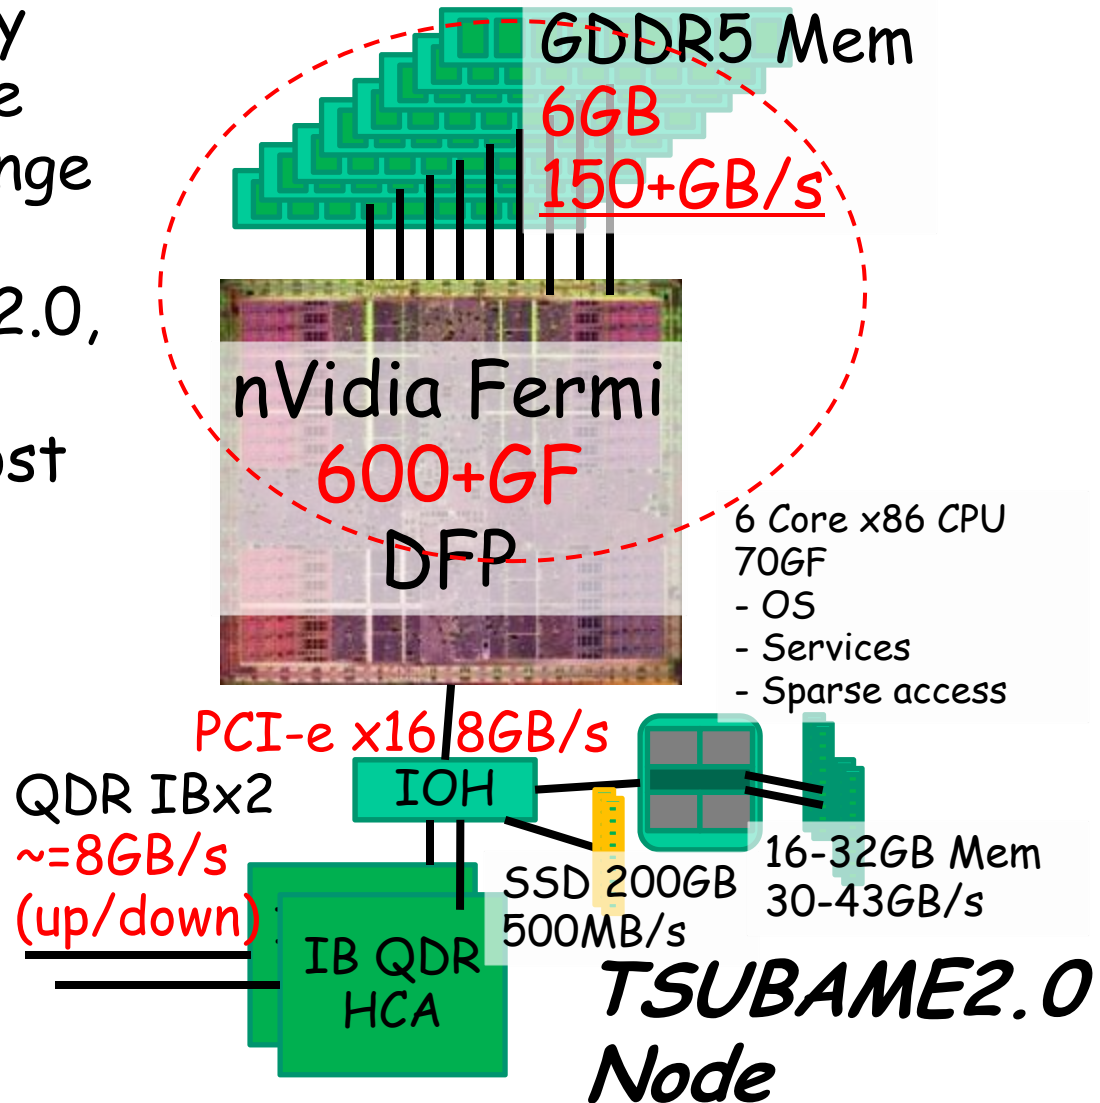 GDDR5 Mem
6GB
150+GB/s
2.0,
nVidia Fermi
600+GF
DFP
6 Core x86 CPU
70GF
- OS
- Services
- Sparse access
PCI-e x16 8GB/s
IOH
QDR IBx2
~=8GB/s
(up/down)
16-32GB Mem
30-43GB/s
SSD 200GB
500MB/s
IB QDR
HCA
TSUBAME2.0
Node